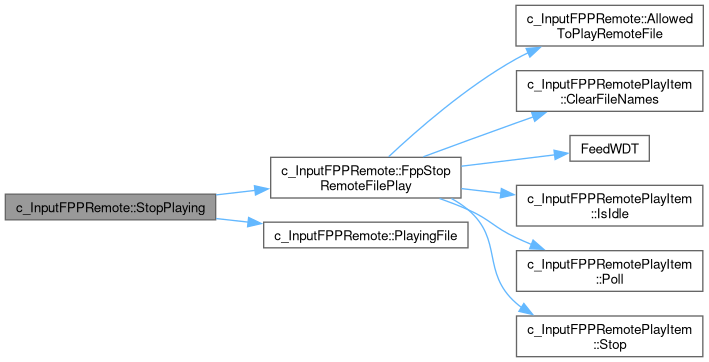 c_InputFPPRemote::StopPlaying
c_InputFPPRemote::FppStop
RemoteFilePlay
c_InputFPPRemote::PlayingFile
c_InputFPPRemote::Allowed
ToPlayRemoteFile
c_InputFPPRemotePlayItem
::ClearFileNames
FeedWDT
c_InputFPPRemotePlayItem
::IsIdle
c_InputFPPRemotePlayItem
::Poll
c_InputFPPRemotePlayItem
::Stop